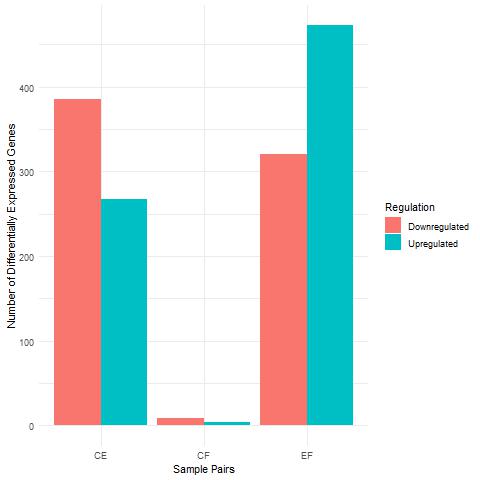 Number of Differentially Expressed Genes
400
300
200
100
0
CE
CF
EF
Sample Pairs
Regulation
Downregulated
Upregulated